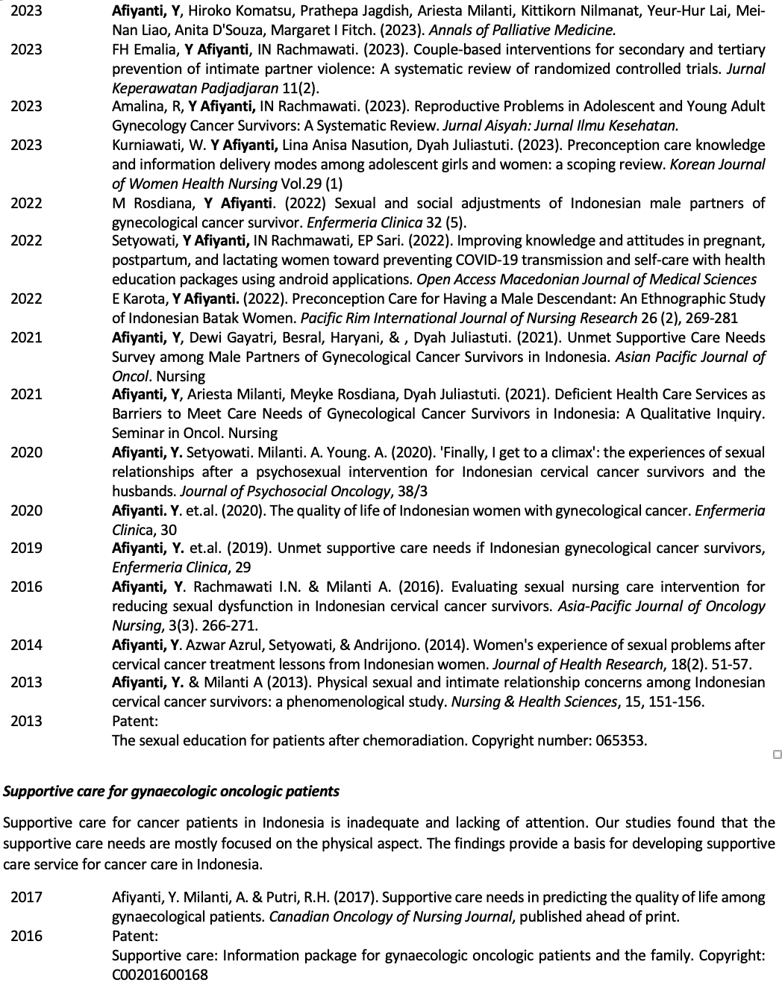 2023 Afiyanti, Y, Hiroko Komatsu, Prathepa Jagdish, Ariesta Milanti, Kittikorn Nilmanat, Yeur-Hur Lai, Mei-
Nan Liao, Anita D'Souza, Margaret I Fitch. (2023). Annals of Palliative Medicine.
2023 FH Emalia, Y Afiyanti, IN Rachmawati. (2023). Couple-based interventions for secondary and tertiary
prevention of intimate partner violence: A systematic review of randomized controlled trials. Jurnal
Keperawatan Padjadjaran 11(2).
2023 Amalina, R, Y Afiyanti, IN Rachmawati. (2023). Reproductive Problems in Adolescent and Young Adult
Gynecology Cancer Survivors: A Systematic Review. Jurnal Aisyah: Jurnal Ilmu Kesehatan.
2023 Kurniawati, W. Y Afiyanti, Lina Anisa Nasution, Dyah Juliastuti. (2023). Preconception care knowledge
and information delivery modes among adolescent girls and women: a scoping review. Korean Journal
of Women Health Nursing Vol.29 (1)
2022 M Rosdiana, Y Afiyanti. (2022) Sexual and social adjustments of Indonesian male partners of
gynecological cancer survivor. Enfermeria Clinica 32 (5).
2022 Setyowati, Y Afiyanti, IN Rachmawati, EP Sari. (2022). Improving knowledge and attitudes in pregnant,
postpartum, and lactating women toward preventing COVID-19 transmission and self-care with health
education packages using android applications. Open Access Macedonian Journal of Medical Sciences
2022 E Karota, Y Afiyanti. (2022). Preconception Care for Having a Male Descendant: An Ethnographic Study
of Indonesian Batak Women. Pacific Rim International Journal of Nursing Research 26 (2), 269-281
2021 Afiyanti, Y, Dewi Gayatri, Besral, Haryani, & , Dyah Juliastuti. (2021). Unmet Supportive Care Needs
Survey among Male Partners of Gynecological Cancer Survivors in Indonesia. Asian Pacific Journal of
Oncol. Nursing
2021 Afiyanti, Y, Ariesta Milanti, Meyke Rosdiana, Dyah Juliastuti. (2021). Deficient Health Care Services as
Barriers to Meet Care Needs of Gynecological Cancer Survivors in Indonesia: A Qualitative Inquiry.
Seminar in Oncol. Nursing
2020 Afiyanti, Y. Setyowati. Milanti. A. Young. A. (2020). 'Finally, I get to a climax': the experiences of sexual
relationships after a psychosexual intervention for Indonesian cervical cancer survivors and the
husbands. Journal of Psychosocial Oncology, 38/3
2020 Afiyanti. Y. et.al. (2020). The quality of life of Indonesian women with gynecological cancer. Enfermeria
Clinica, 30
2019 Afiyanti, Y. et.al. (2019). Unmet supportive care needs if Indonesian gynecological cancer survivors,
Enfermeria Clinica, 29
2016 Afiyanti, Y. Rachmawati I.N. & Milanti A. (2016). Evaluating sexual nursing care intervention for
reducing sexual dysfunction in Indonesian cervical cancer survivors. Asia-Pacific Journal of Oncology
Nursing, 3(3). 266-271.
2014 Afiyanti, Y. Azwar Azrul, Setyowati, & Andrijono. (2014). Women's experience of sexual problems after
cervical cancer treatment lessons from Indonesian women. Journal of Health Research, 18(2). 51-57.
2013 Afiyanti, Y. & Milanti A (2013). Physical sexual and intimate relationship concerns among Indonesian
cervical cancer survivors: a phenomenological study. Nursing & Health Sciences, 15, 151-156.
2013 Patent:
The sexual education for patients after chemoradiation. Copyright number: 065353.
Supportive care for gynaecologic oncologic patients
Supportive care for cancer patients in Indonesia is inadequate and lacking of attention. Our studies found that the
supportive care needs are mostly focused on the physical aspect. The findings provide a basis for developing supportive
care service for cancer care in Indonesia.
2017 Afiyanti, Y. Milanti, A. & Putri, R.H. (2017). Supportive care needs in predicting the quality of life among
gynaecological patients. Canadian Oncology of Nursing Journal, published ahead of print.
2016 Patent:
Supportive care: Information package for gynaecologic oncologic patients and the family. Copyright:
C00201600168